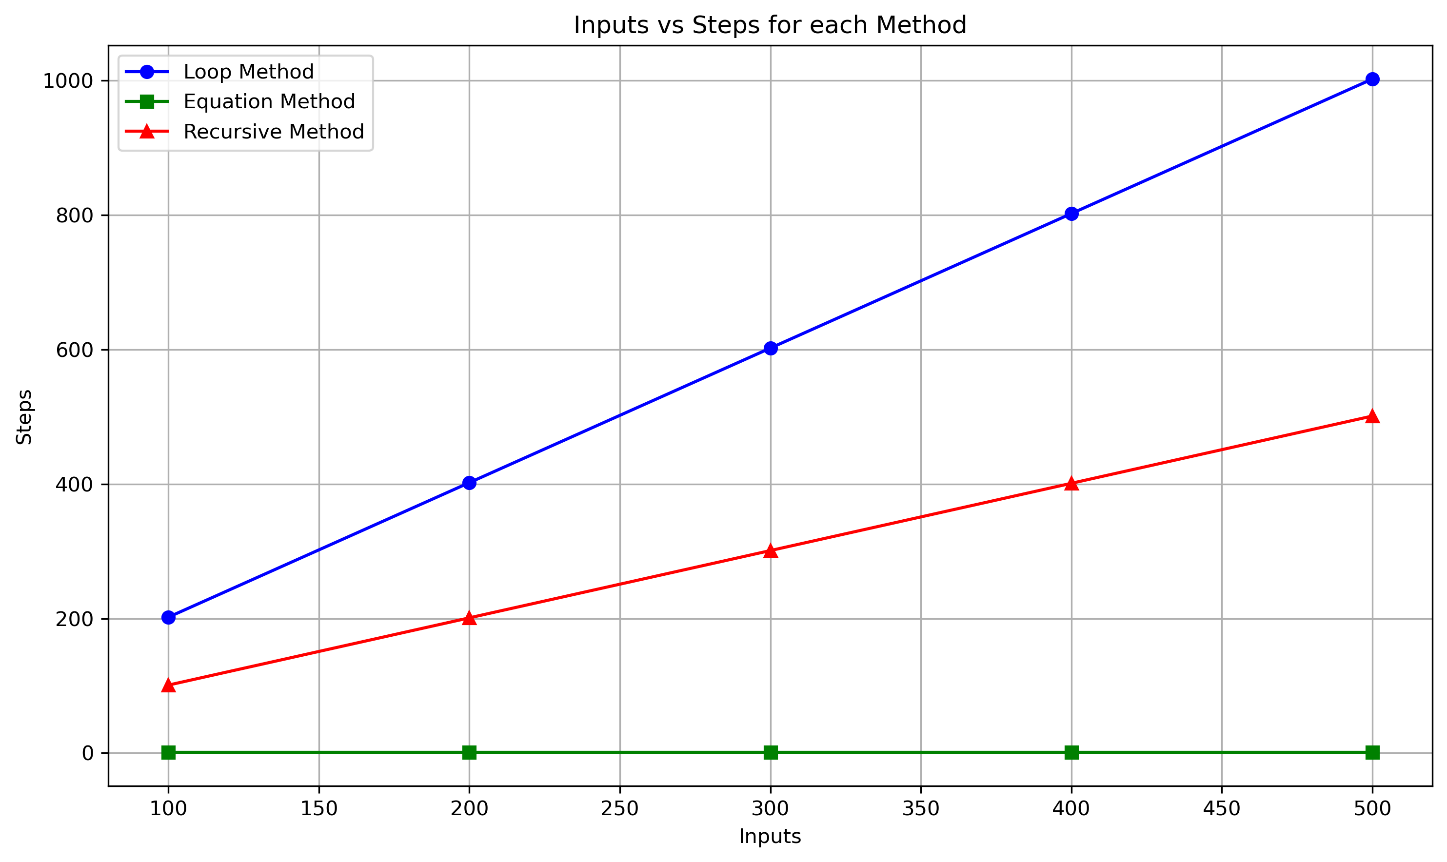 Inputs vs Steps for each Method
Loop Method
Equation Method
Recursive Method
1000
800
600
400
200
0
Steps
100 150 200 250 300 350 400 450 500
Inputs